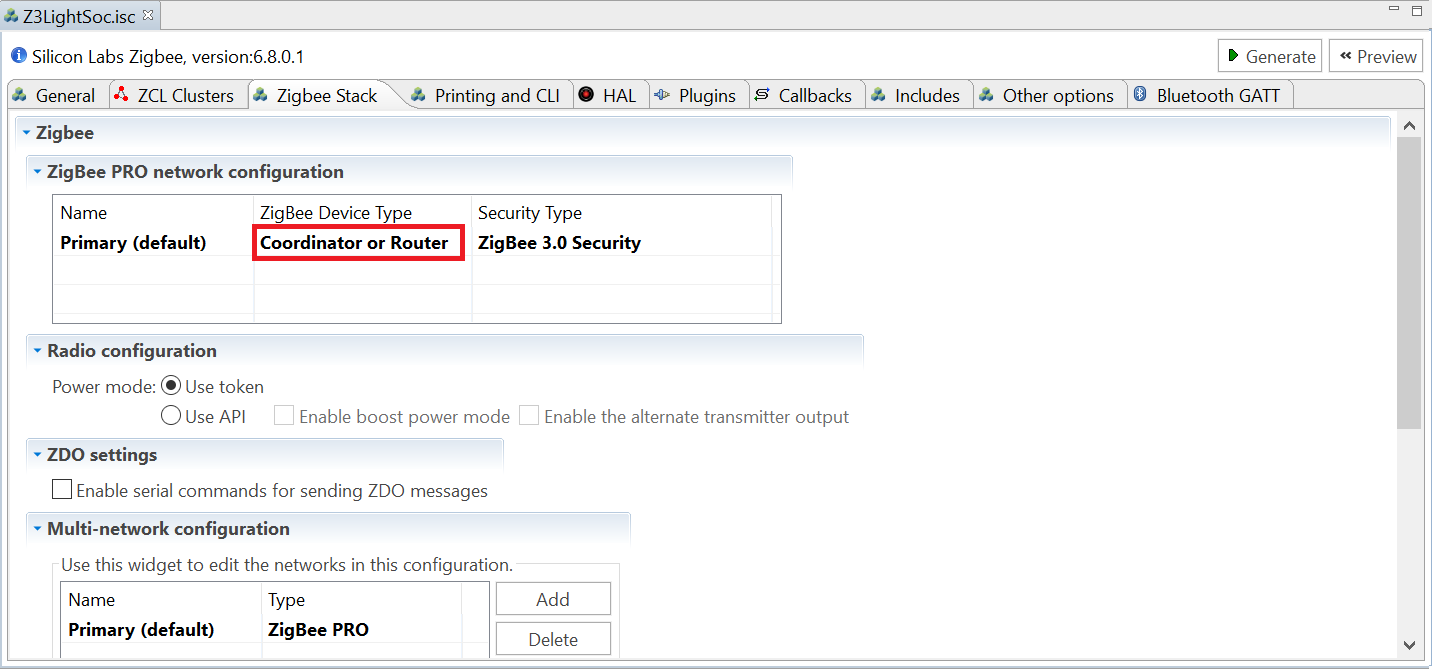 Z3LightSoc.isc
Silicon Labs Zigbee, version:6.8.0.1 Generate Preview
General ZCL Clusters Zigbee Stack Printing and CLI HAL Plugins Callbacks Includes Other options Bluetooth GATT
Zigbee
ZigBee PRO network configuration
Name ZigBee Device Type Security Type
Primary (default) Coordinator or Router ZigBee 3.0 Security
Radio configuration
Power mode: Use token
Use API Enable boost power mode Enable the alternate transmitter output
ZDO settings
Enable serial commands for sending ZDO messages
Multi-network configuration
Use this widget to edit the networks in this configuration.
Name Type Add
Primary (default) ZigBee PRO Delete